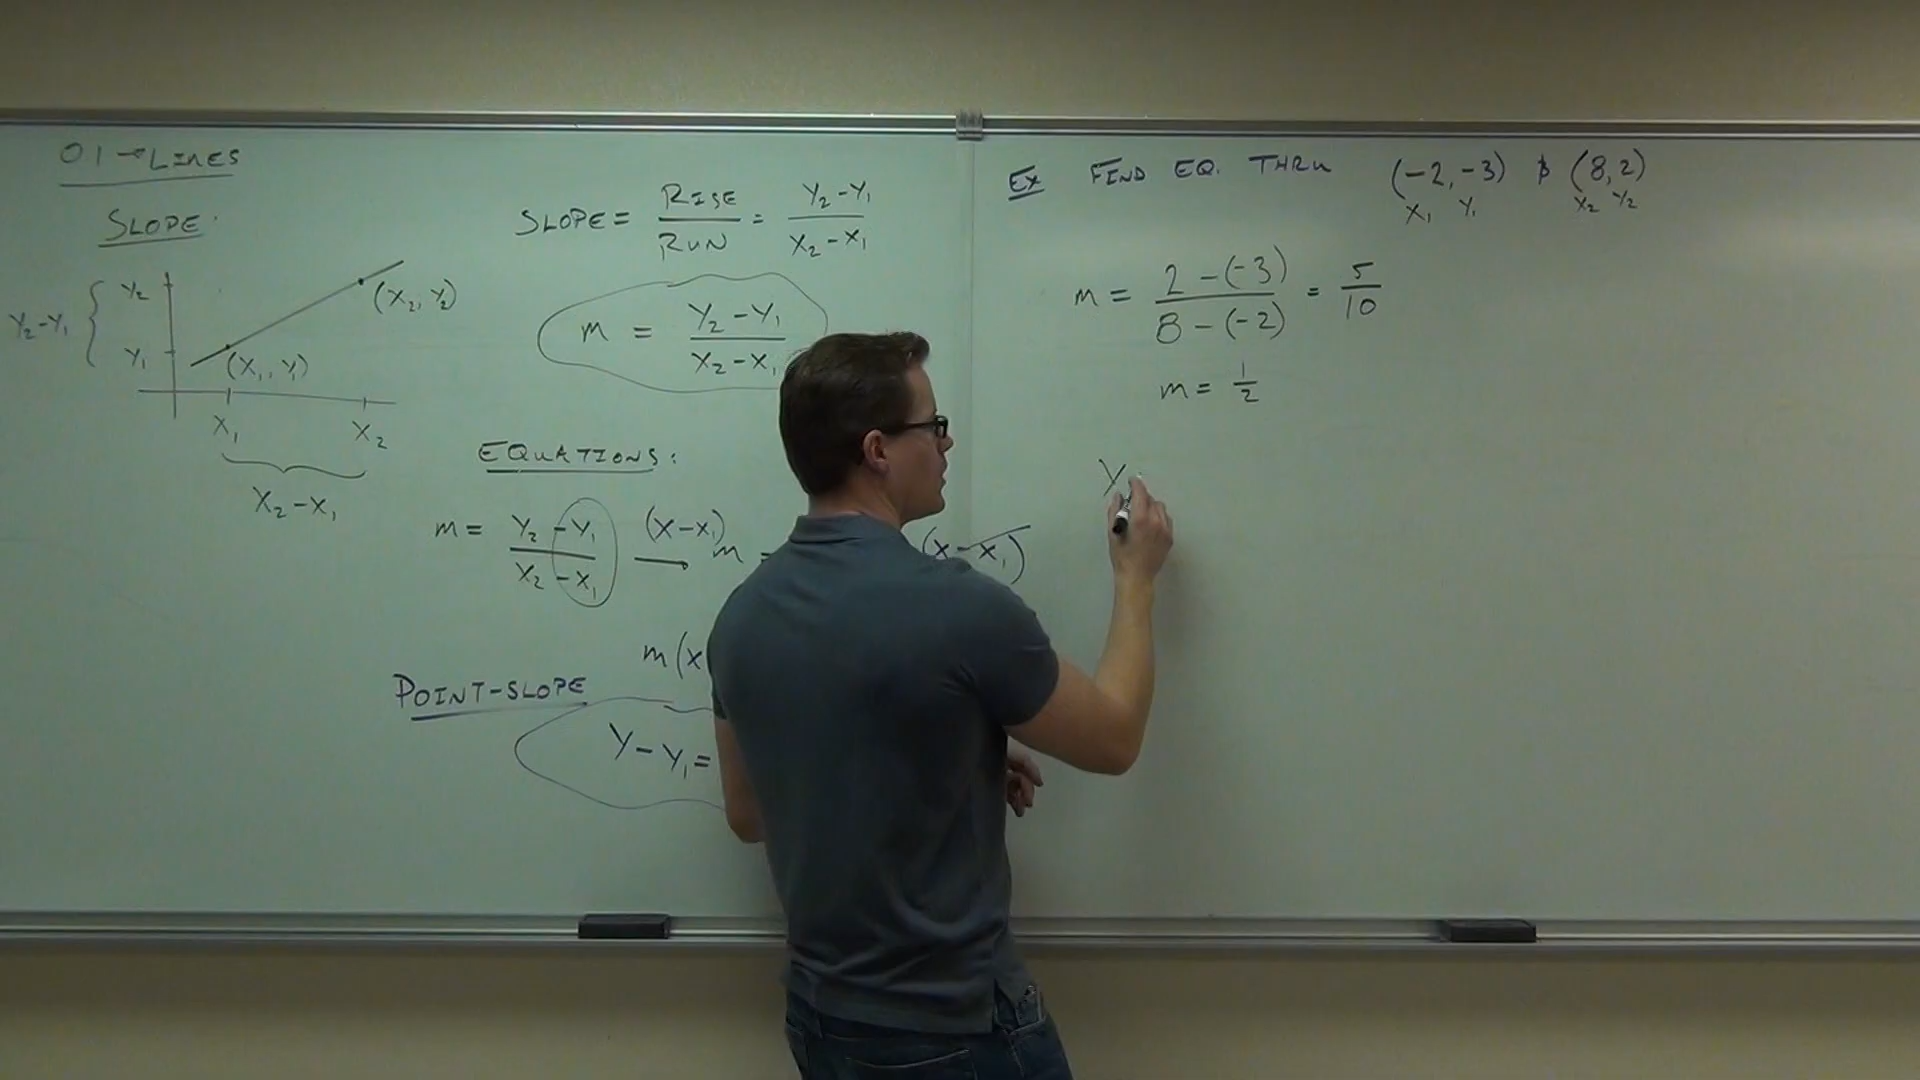 01 → LINES
SLOPE:
Y₂-Y₁
Y₂
Y₁
(X₂, Y₂)
(X₁, Y₁)
X₁
X₂
X₂-X₁
SLOPE = RISE/RUN = (Y₂-Y₁)/(X₂-X₁)
m = (Y₂-Y₁)/(X₂-X₁)
EQUATIONS:
m = (Y₂-Y₁)/(X₂-X₁) (X-X₁) → m = (X-X₁)
m(X
POINT-SLOPE
Y-Y₁=
EX FIND EQ. THRU (-2,-3) & (8,2)
X₁ Y₁ X₂ Y₂
m = (2-(-3))/(8-(-2)) = 5/10
m = 1/2
Y